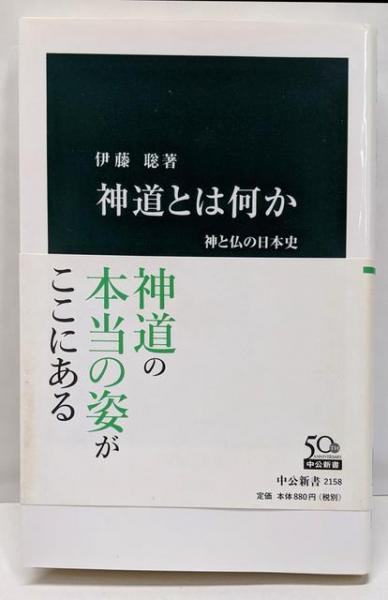 伊藤 聡著
神道とは何か
神と仏の日本史
神道の
本当の姿が
ここにある
50TH
ANNIVERSARY
中公新書
中公新書 2158
定価 本体880円(税別)